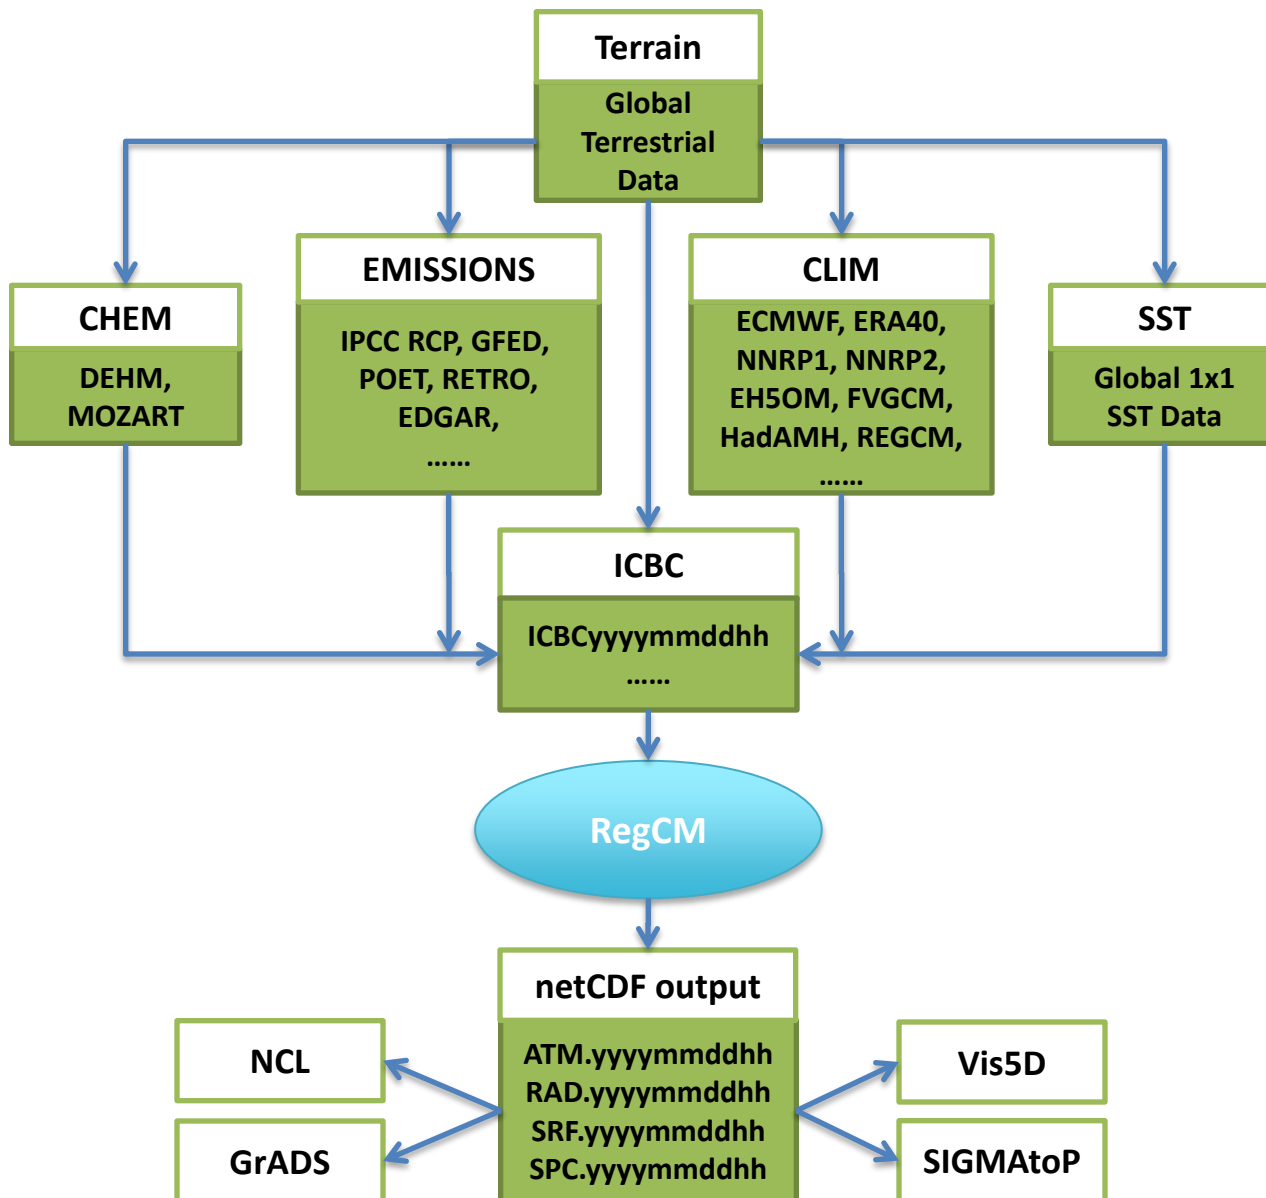 Terrain
Global
Terrestrial
Data
CHEM
DEHM,
MOZART
EMISSIONS
IPCC RCP, GFED,
POET, RETRO,
EDGAR,
......
CLIM
ECMWF, ERA40,
NNRP1, NNRP2,
EH5OM, FVGCM,
HadAMH, REGCM,
......
SST
Global 1x1
SST Data
ICBC
ICBCyyyymmddhh
......
RegCM
netCDF output
ATM.yyyymmddhh
RAD.yyyymmddhh
SRF.yyyymmddhh
SPC.yyyymmddhh
NCL
GrADS
Vis5D
SIGMAtoP